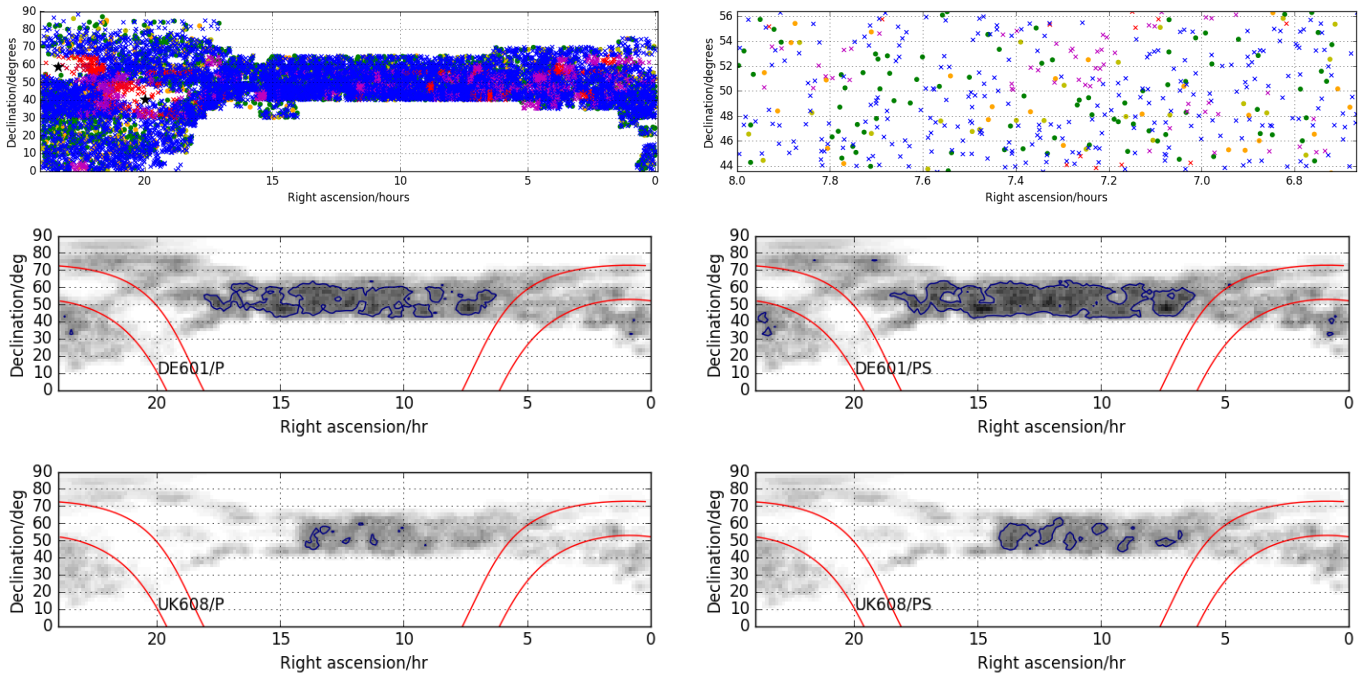 90
80
70
60
50
40
30
20
10
0
Declination/degrees
20 15 10 5 0
Right ascension/hours
56
54
52
50
48
46
44
Declination/degrees
8.0 7.8 7.6 7.4 7.2 7.0 6.8
Right ascension/hours
90
80
70
60
50
40
30
20
10
0
Declination/deg
DE601/P
20 15 10 5 0
Right ascension/hr
90
80
70
60
50
40
30
20
10
0
Declination/deg
DE601/PS
20 15 10 5 0
Right ascension/hr
90
80
70
60
50
40
30
20
10
0
Declination/deg
UK608/P
20 15 10 5 0
Right ascension/hr
90
80
70
60
50
40
30
20
10
0
Declination/deg
UK608/PS
20 15 10 5 0
Right ascension/hr